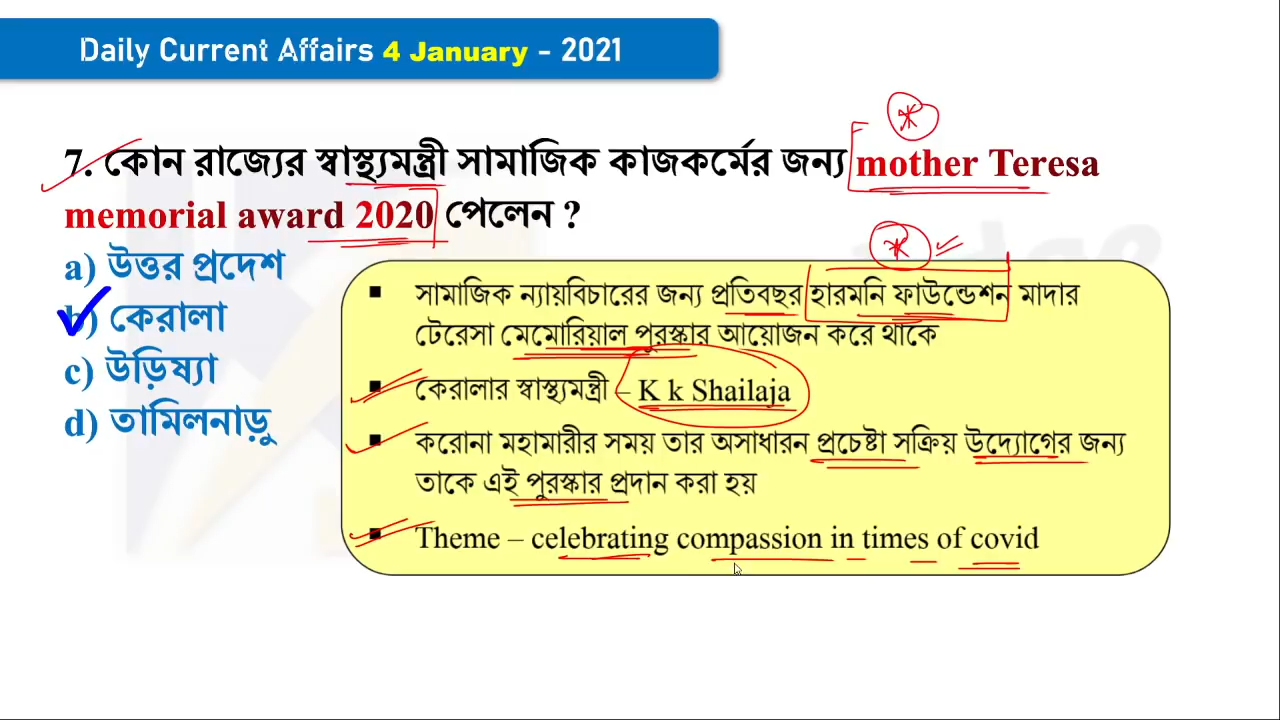 Daily Current Affairs 4 January - 2021
7. কোন রাজ্যের স্বাস্থ্যমন্ত্রী সামাজিক কাজকর্মের জন্য mother Teresa
memorial award 2020 পেলেন ?
a) উত্তর প্রদেশ
b) কেরালা
c) উড়িষ্যা
d) তামিলনাড়ু
▪ সামাজিক ন্যায়বিচারের জন্য প্রতিবছর হারমনি ফাউন্ডেশন মাদার
টেরেসা মেমোরিয়াল পুরস্কার আয়োজন করে থাকে
▪ কেরালার স্বাস্থ্যমন্ত্রী – K k Shailaja
▪ করোনা মহামারীর সময় তার অসাধারন প্রচেষ্টা সক্রিয় উদ্যোগের জন্য
তাকে এই পুরস্কার প্রদান করা হয়
▪ Theme – celebrating compassion in times of covid